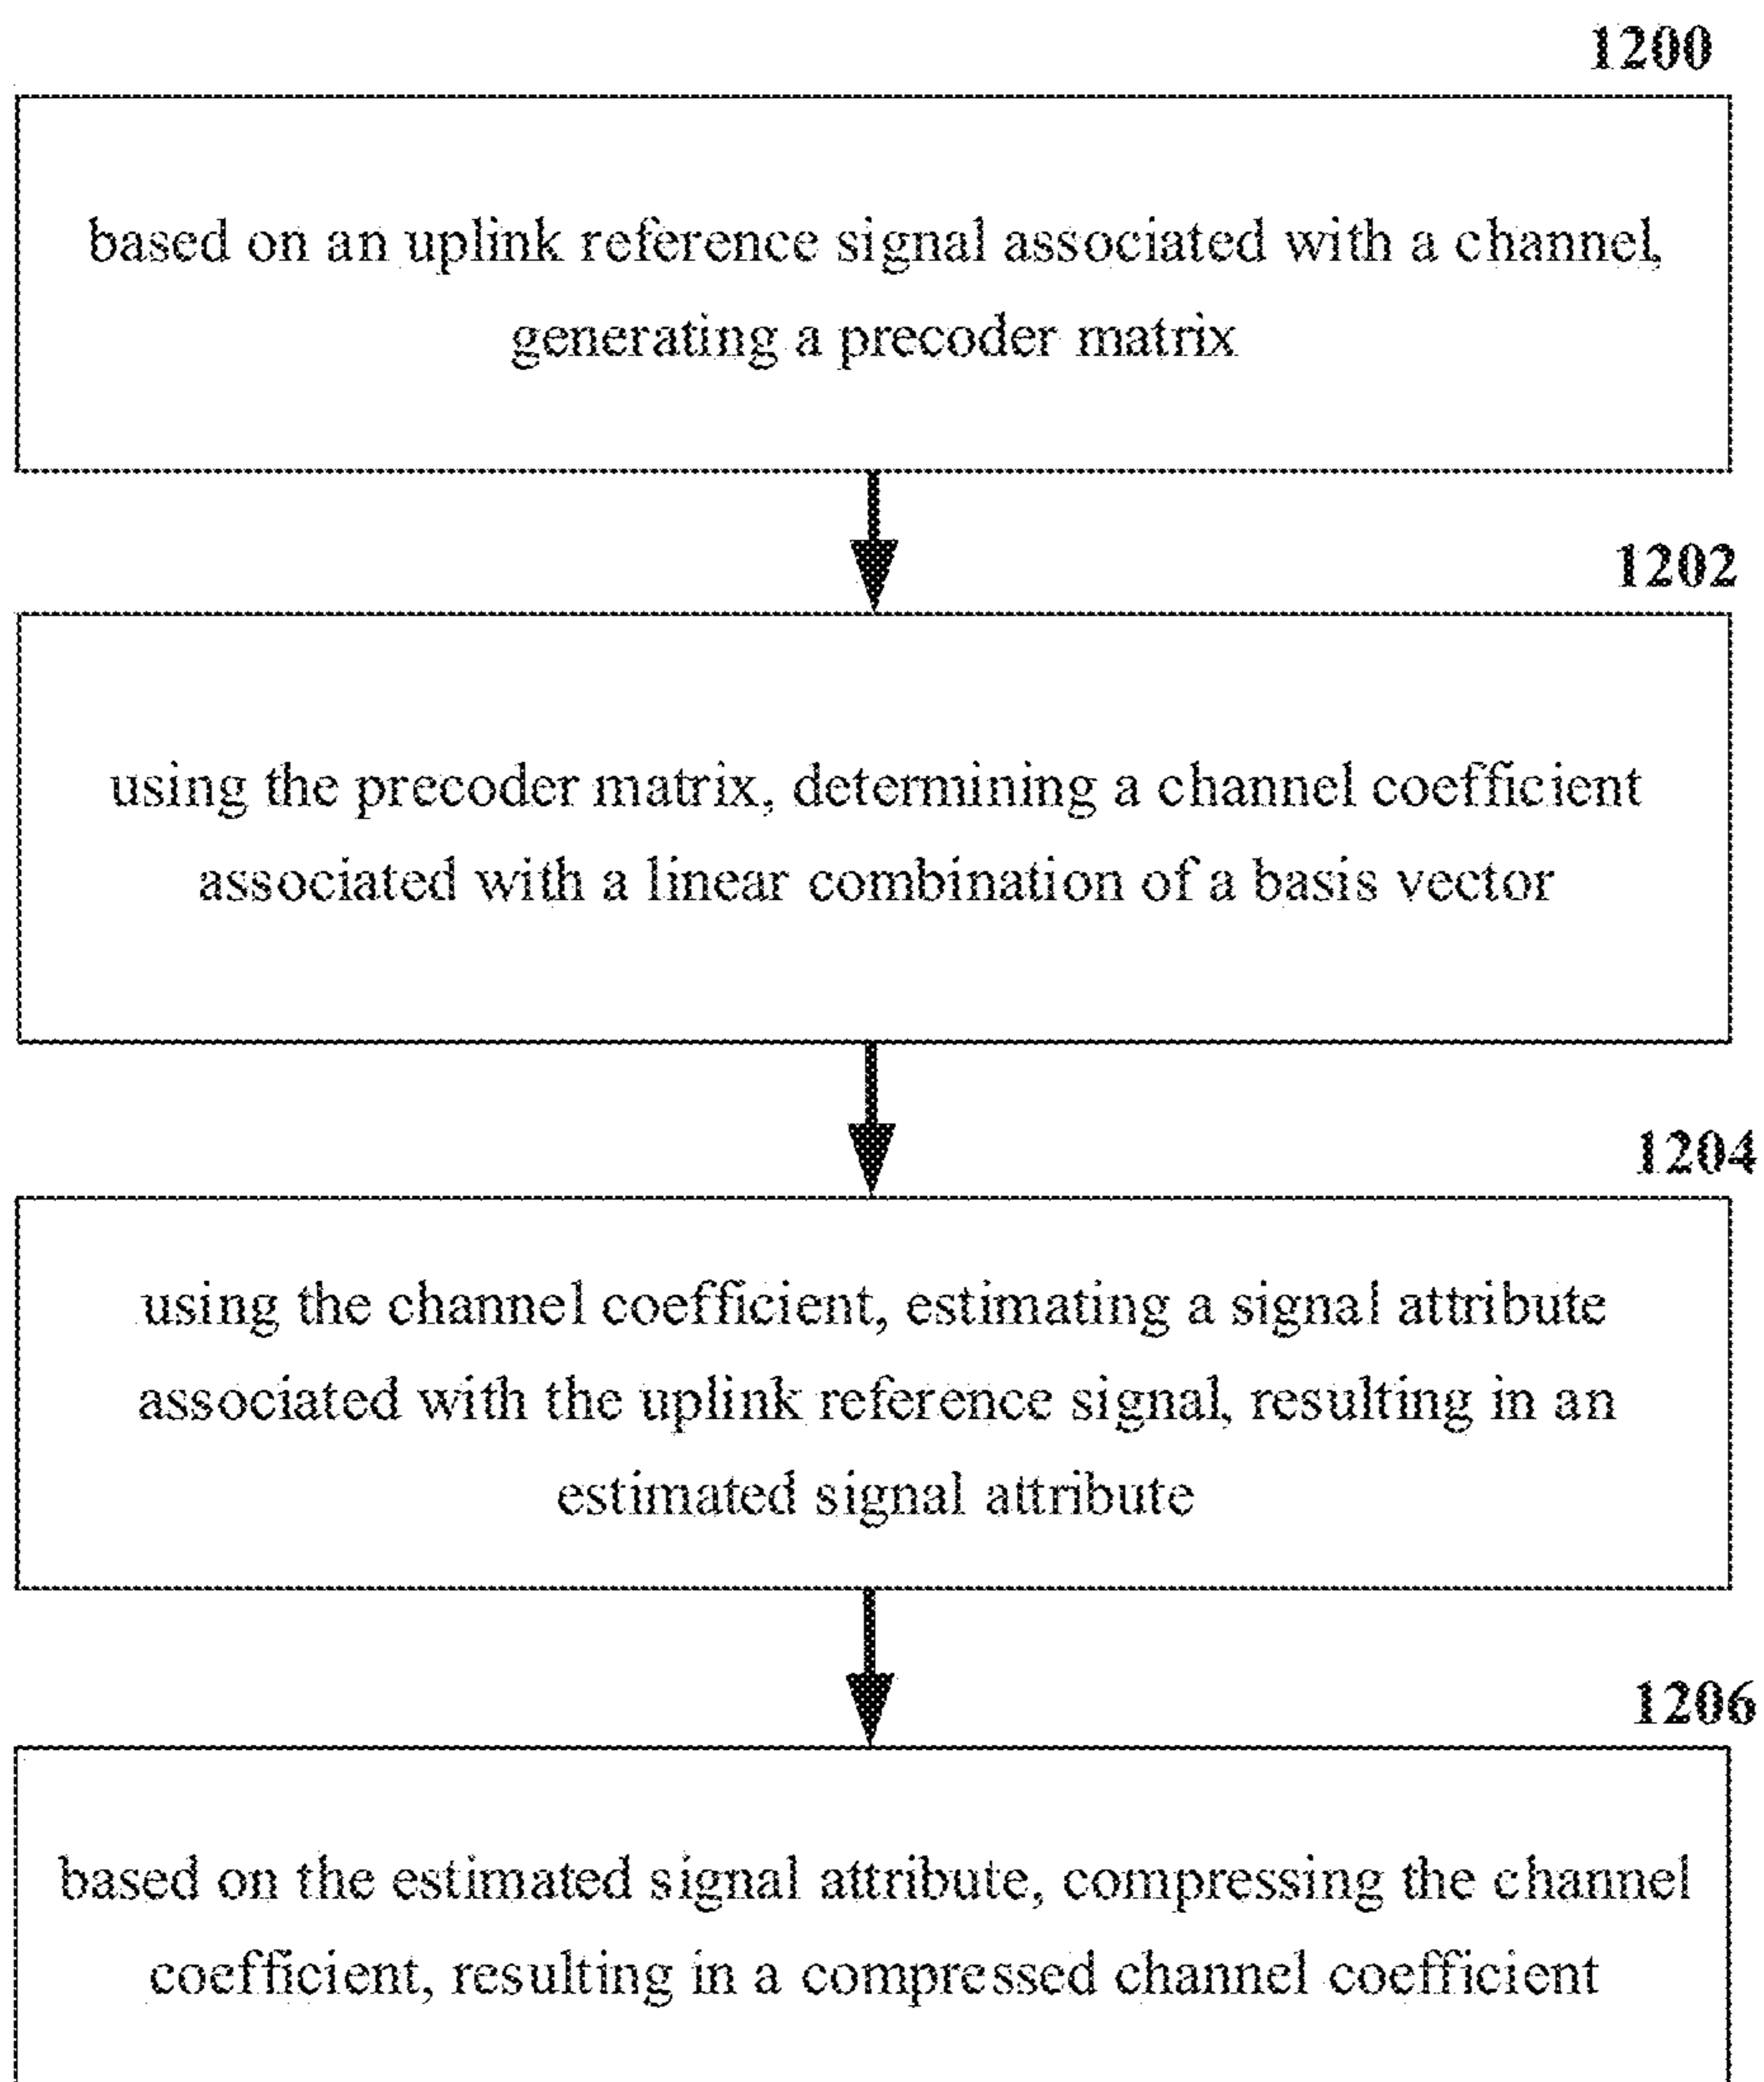 1200
based on an uplink reference signal associated with a channel,
generating a precoder matrix
1202
using the precoder matrix, determining a channel coefficient
associated with a linear combination of a basis vector
1204
using the channel coefficient, estimating a signal attribute
associated with the uplink reference signal, resulting in an
estimated signal attribute
1206
based on the estimated signal attribute, compressing the channel
coefficient, resulting in a compressed channel coefficient